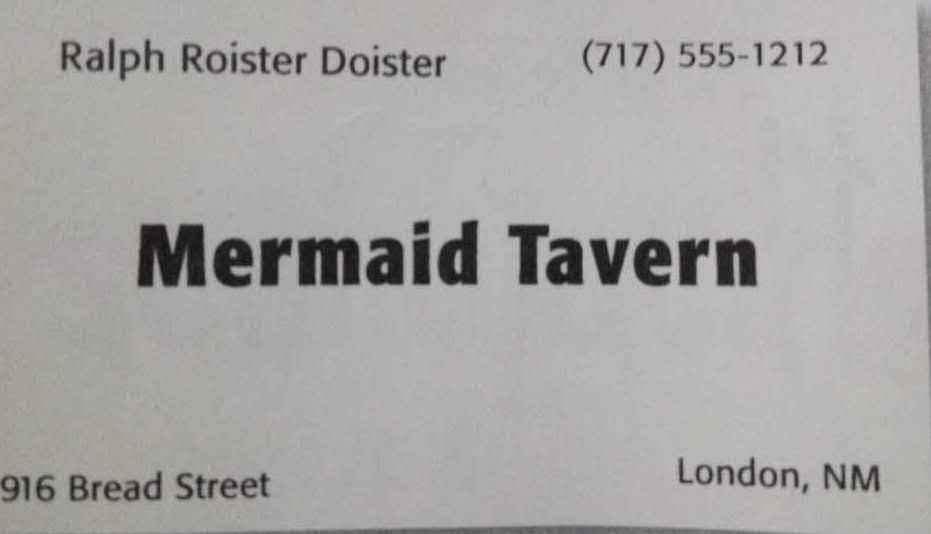 Ralph Roister Doister (717) 555-1212
Mermaid Tavern
916 Bread Street London, NM